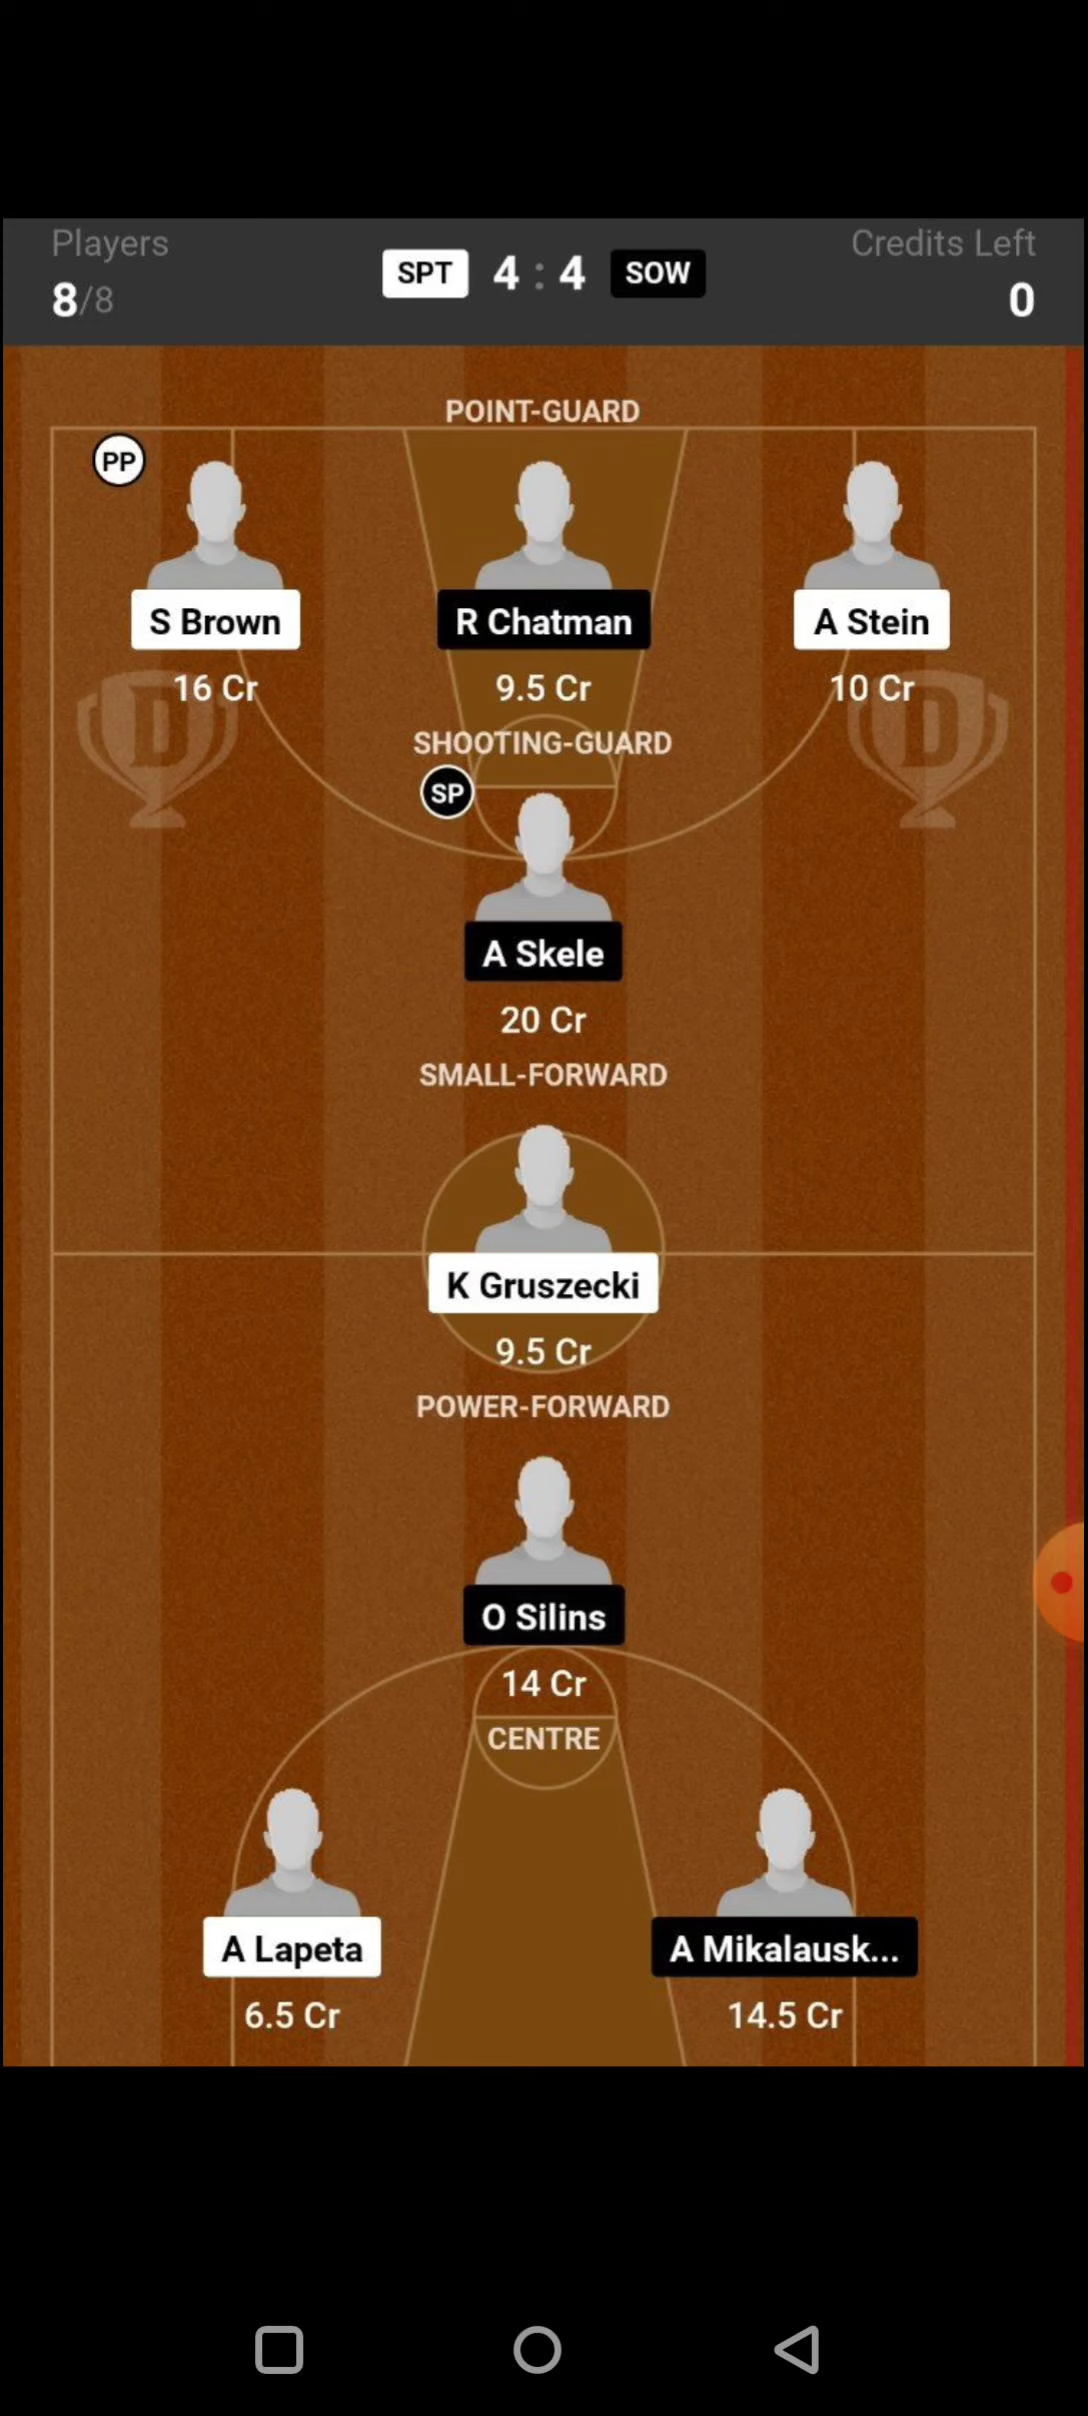 Players
Credits Left
8/8
SPT 4 : 4 SOW
0
POINT-GUARD
PP
S Brown
R Chatman
A Stein
16 Cr
9.5 Cr
10 Cr
D
D
SHOOTING-GUARD
SP
A Skele
20 Cr
SMALL-FORWARD
K Gruszecki
9.5 Cr
POWER-FORWARD
O Silins
14 Cr
CENTRE
A Lapeta
A Mikalausk...
6.5 Cr
14.5 Cr